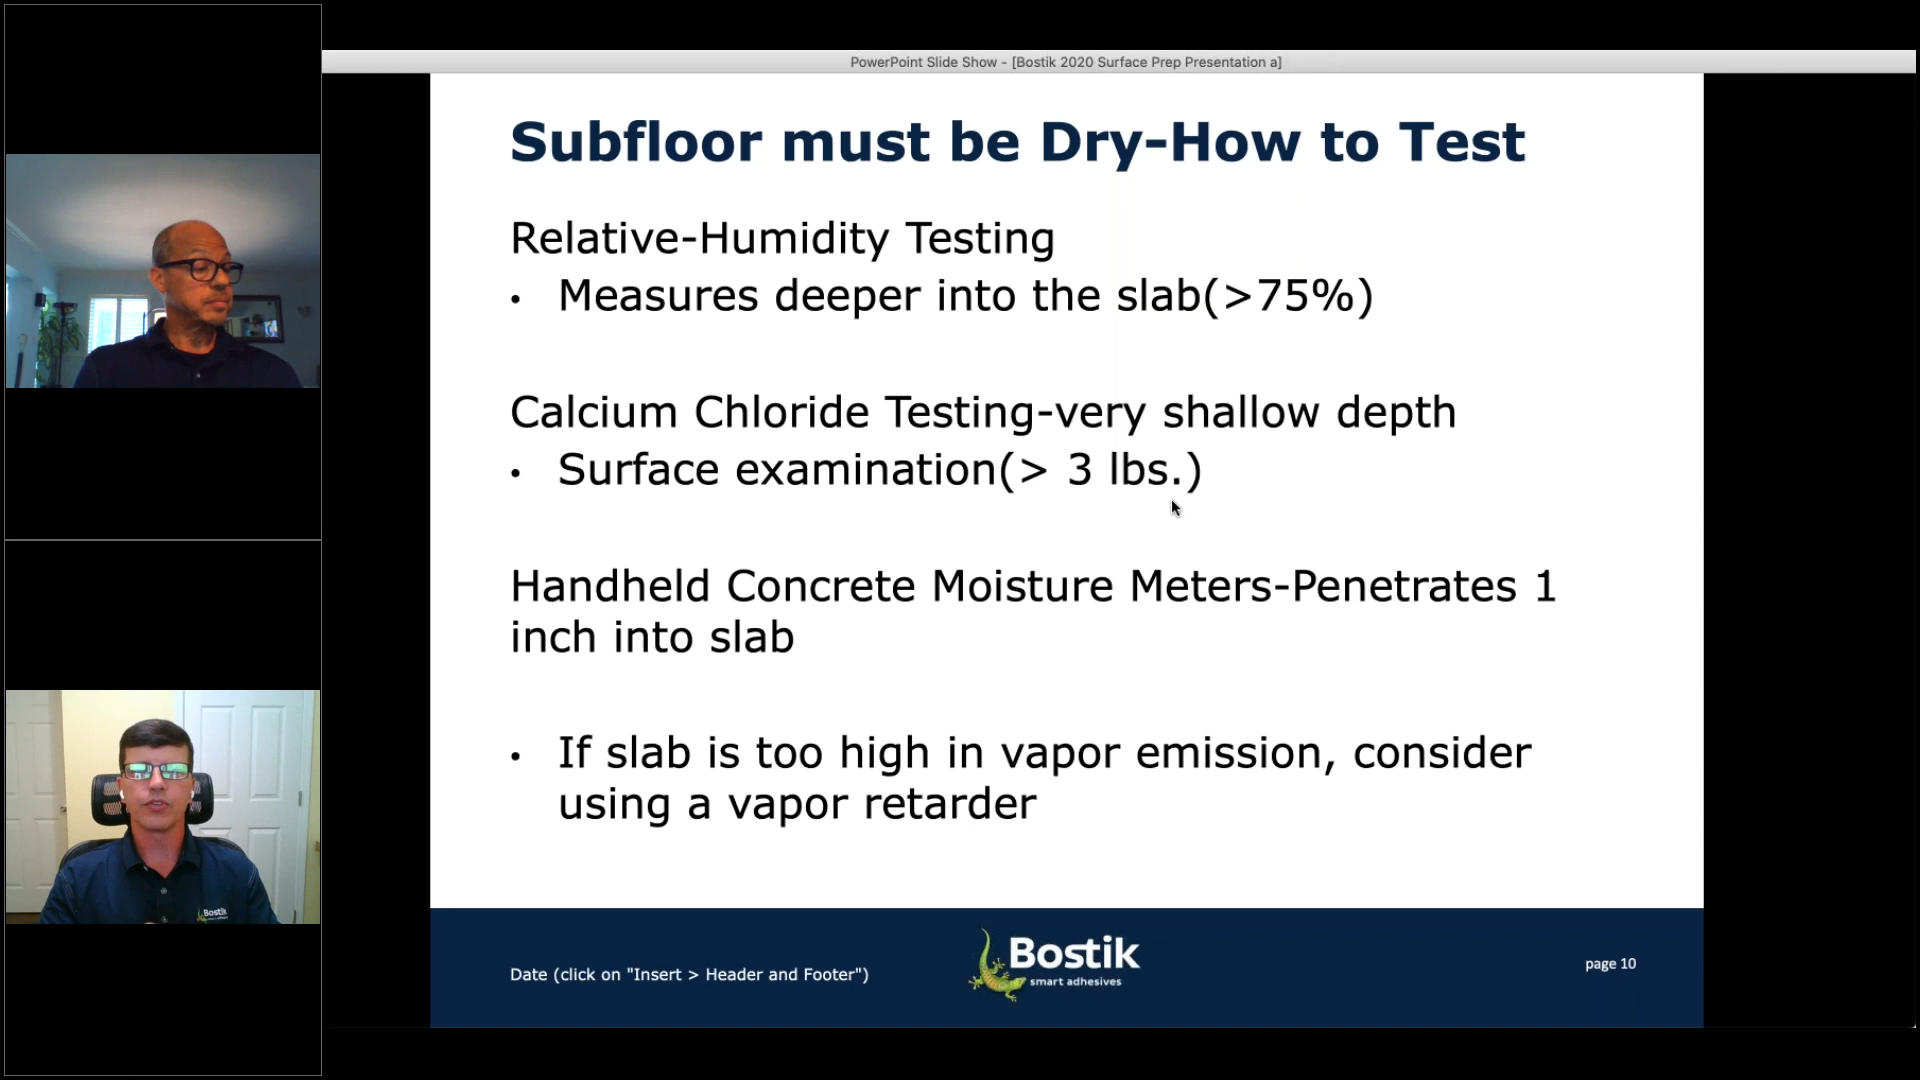 PowerPoint Slide Show - [Bostik 2020 Surface Prep Presentation a]
Subfloor must be Dry-How to Test
Relative-Humidity Testing
• Measures deeper into the slab(>75%)
Calcium Chloride Testing-very shallow depth
• Surface examination(> 3 lbs.)
Handheld Concrete Moisture Meters-Penetrates 1
inch into slab
• If slab is too high in vapor emission, consider
using a vapor retarder
Date (click on "Insert > Header and Footer")
Bostik
smart adhesives
page 10
Bostik